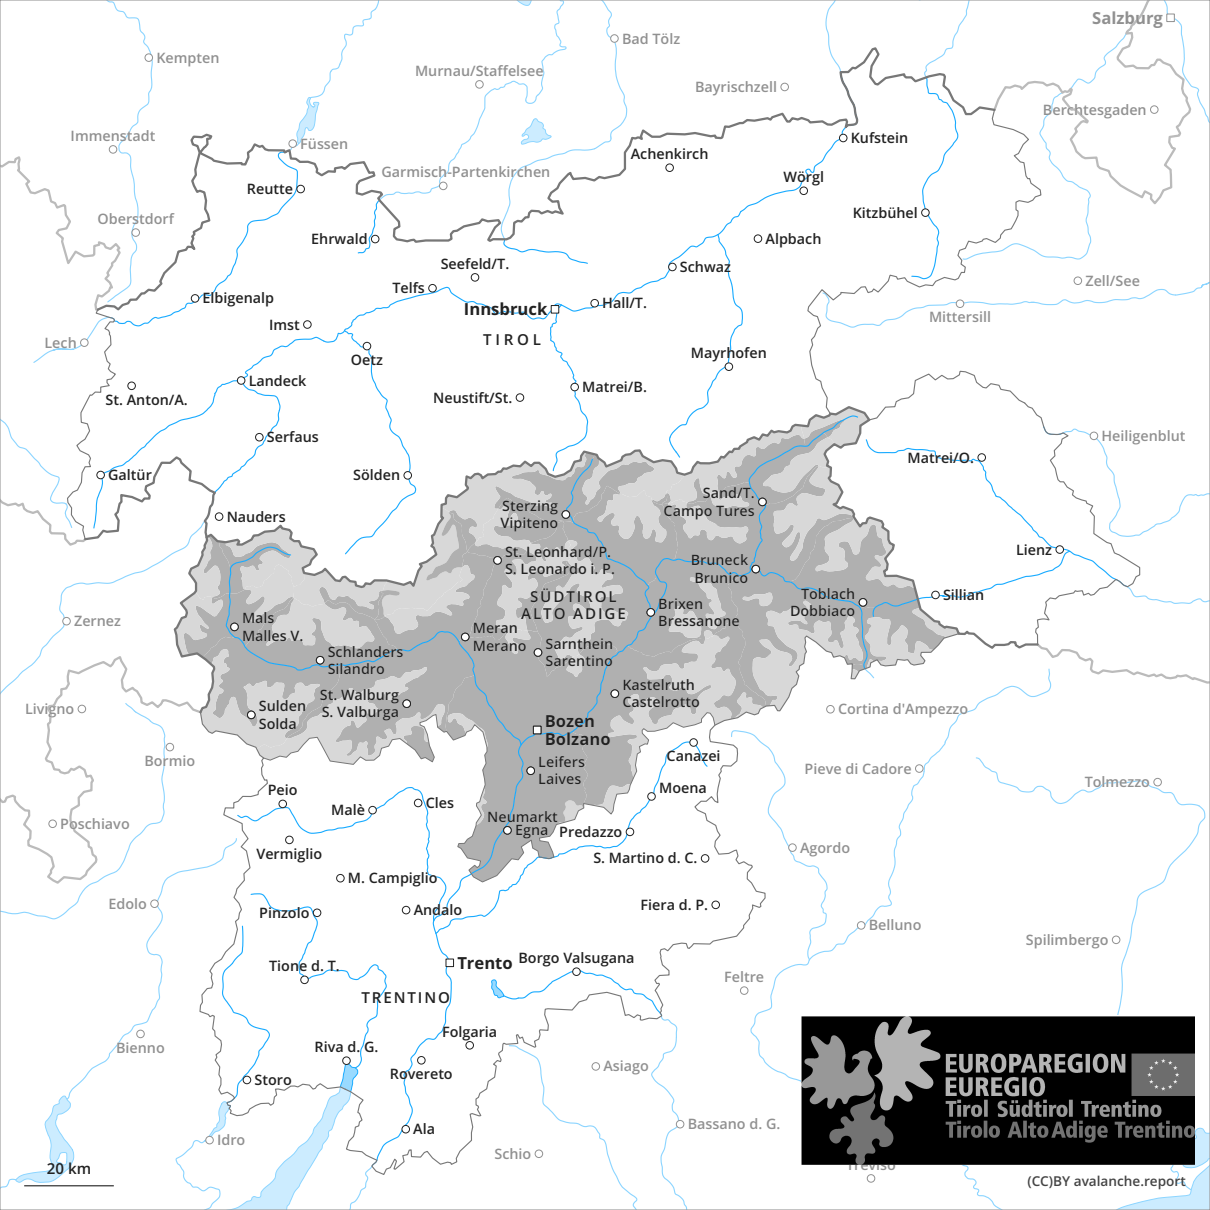 Salzburg
Bad Tölz
Kempten
Murnau/Staffelsee
Bayrischzell
Berchtesgaden
Immenstadt
Füssen
Kufstein
Achenkirch
Garmisch-Partenkirchen
Wörgl
Reutte
Oberstdorf
Kitzbühel
Ehrwald
Alpbach
Seefeld/T.
Schwaz
Zell/See
Telfs
Elbigenalp
Hall/T.
Innsbruck
Mittersill
Imst
TIROL
Lech
Oetz
Mayrhofen
Landeck
Matrei/B.
St. Anton/A.
Neustift/St.
Serfaus
Heiligenblut
Matrei/O.
Galtür
Sölden
Sand/T.
Campo Tures
Sterzing
Vipiteno
Nauders
Lienz
St. Leonhard/P.
S. Leonardo i. P.
Bruneck
Brunico
SÜDTIROL
ALTO ADIGE
Toblach
Dobbiaco
Sillian
Brixen
Bressanone
Zernez
Mals
Malles V.
Meran
Merano
Sarnthein
Sarentino
Schlanders
Silandro
Kastelruth
Castelrotto
St. Walburg
S. Valburga
Sulden
Solda
Livigno
Cortina d'Ampezzo
Bozen
Bolzano
Bormio
Canazei
Leifers
Laives
Pieve di Cadore
Tolmezzo
Peio
Moena
Malè
Cles
Neumarkt
Egna
Poschiavo
Predazzo
Vermiglio
Agordo
S. Martino d. C.
M. Campiglio
Edolo
Pinzolo
Andalo
Fiera d. P.
Belluno
Spilimbergo
Trento
Borgo Valsugana
Tione d. T.
Feltre
TRENTINO
Folgaria
Bienno
Riva d. G.
Asiago
Rovereto
Storo
EUROPAREGION
EUREGIO
Tirol Südtirol Trentino
Tirolo Alto Adige Trentino
Ala
Bassano d. G.
Idro
Schio
Treviso
20 km
(CC)BY avalanche.report